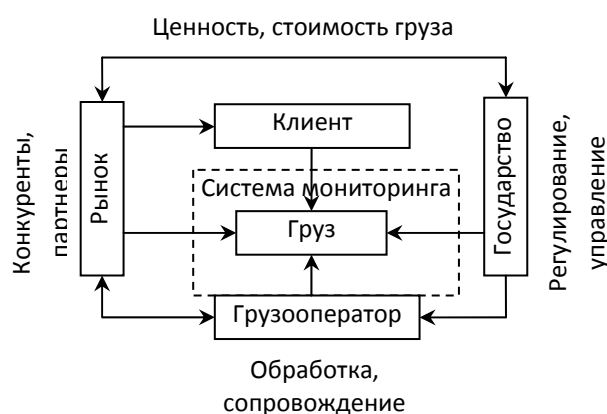 Ценность, стоимость груза
Конкуренты,
партнеры
Рынок
Клиент
Государство
Регулирование,
управление
Система мониторинга
Груз
Грузооператор
Обработка,
сопровождение